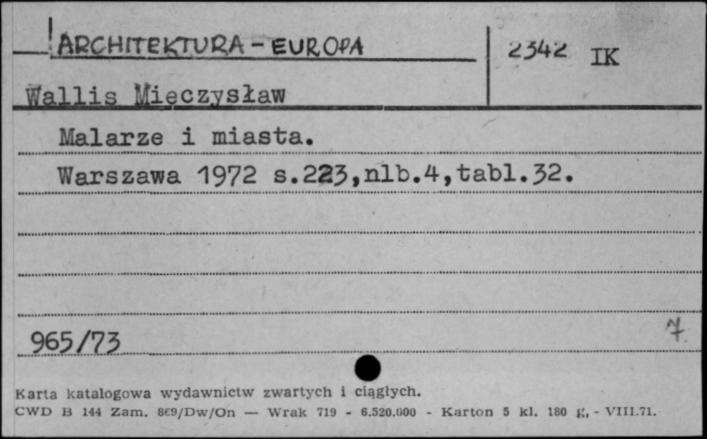 ARCHITEKTURA - EUROPA
2342 IK
Wallis Mieczysław
Malarze i miasta.
Warszawa 1972 s.223,nlb.4,tabl.32.
965/73
7
Karta katalogowa wydawnictw zwartych i ciągłych.
CWD B 144 Zam. 869/Dw/On — Wrak 719 - 6.520.000 - Karton 5 kl. 180 g, - VIII.71.